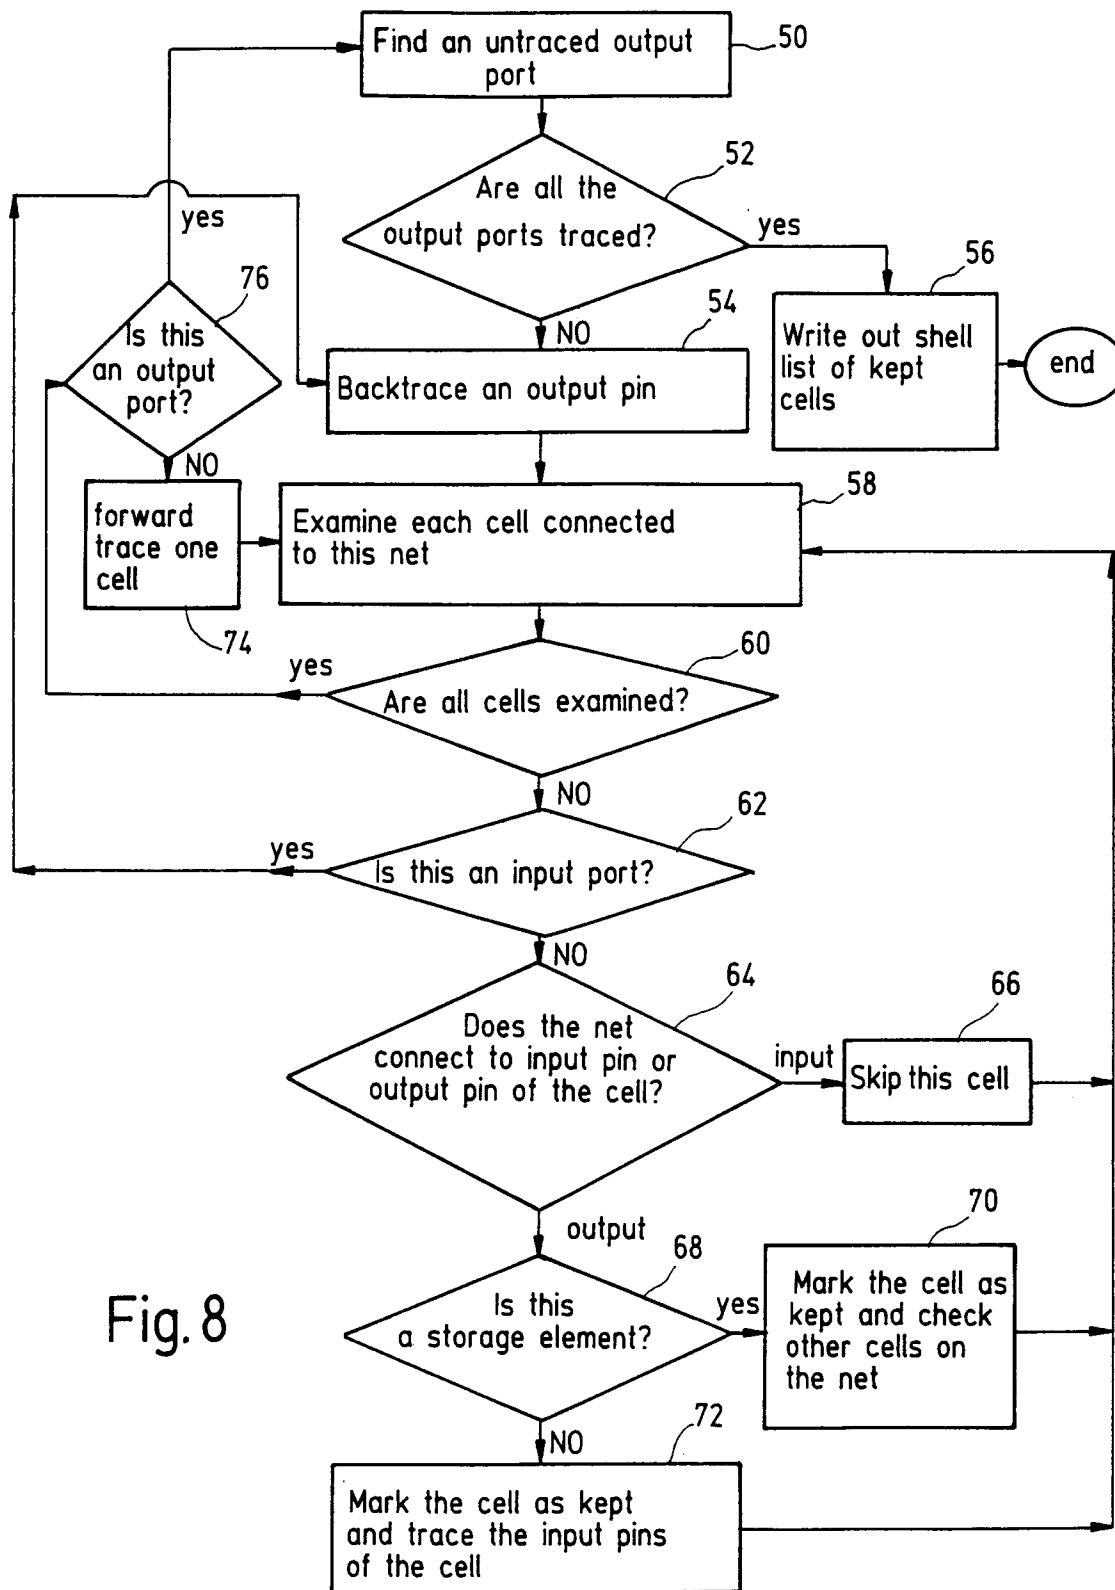 Find an untraced output
port
50
52
Are all the
output ports traced?
yes
yes
76
56
54
Is this
an output
port?
NO
Write out shell
list of kept
cells
end
Backtrace an output pin
NO
58
forward
trace one
cell
Examine each cell connected
to this net
74
60
yes
Are all cells examined?
NO
62
yes
Is this an input port?
NO
64
66
Does the net
connect to input pin or
output pin of the cell?
input
Skip this cell
output
70
68
Is this
a storage element?
yes
Mark the cell as
kept and check
other cells on
the net
Fig. 8
NO
72
Mark the cell as kept
and trace the input pins
of the cell